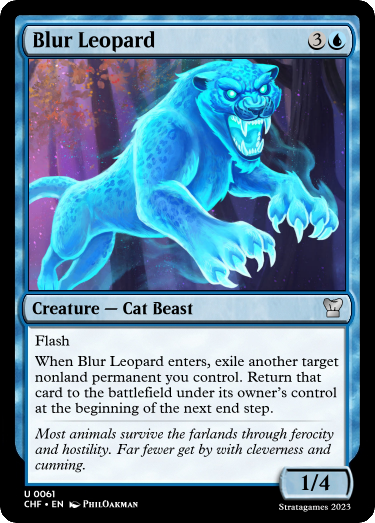 Blur Leopard 3
Creature — Cat Beast
Flash
When Blur Leopard enters, exile another target
nonland permanent you control. Return that
card to the battlefield under its owner's control
at the beginning of the next end step.
Most animals survive the farlands through ferocity
and hostility. Far fewer get by with cleverness and
cunning.
1/4
U 0061
CHF • EN PhilOakman
Stratagames 2023